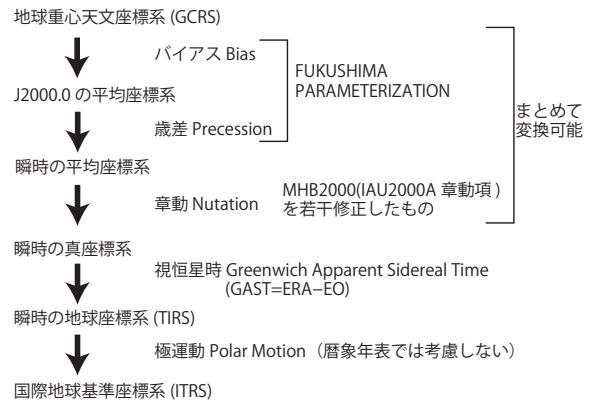 地球重心天文座標系 (GCRS)
バイアス Bias
FUKUSHIMA
PARAMETERIZATION
J2000.0 の平均座標系
まとめて
変換可能
歳差 Precession
瞬時の平均座標系
章動 Nutation
MHB2000(IAU2000A 章動項 )
を若干修正したもの
瞬時の真座標系
視恒星時 Greenwich Apparent Sidereal Time
(GAST=ERA−EO)
瞬時の地球座標系 (TIRS)
極運動 Polar Motion（暦象年表では考慮しない）
国際地球基準座標系 (ITRS)